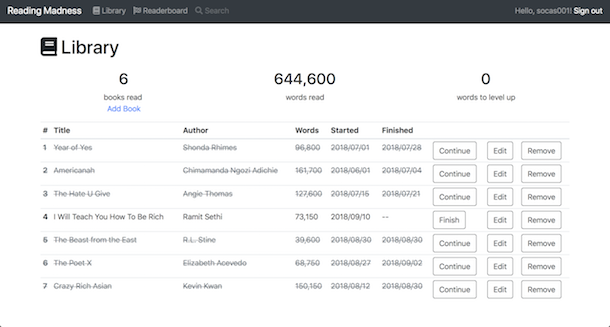 Reading Madness Library Readerboard Search Hello, socas001! Sign out
Library
6 644,600 0
books read words read words to level up
Add Book
# Title Author Words Started Finished
1 Year of Yes Shonda Rhimes 96,800 2018/07/01 2018/07/28 Continue Edit Remove
2 Americanah Chimamanda Ngozi Adichie 161,700 2018/06/01 2018/07/04 Continue Edit Remove
3 The Hate U Give Angie Thomas 127,600 2018/07/15 2018/07/21 Continue Edit Remove
4 I Will Teach You How To Be Rich Ramit Sethi 73,150 2018/09/10 -- Finish Edit Remove
5 The Beast from the East R.L. Stine 39,600 2018/08/30 2018/08/30 Continue Edit Remove
6 The Poet X Elizabeth Acevedo 68,750 2018/08/27 2018/09/02 Continue Edit Remove
7 Crazy Rich Asian Kevin Kwan 150,150 2018/08/12 2018/08/30 Continue Edit Remove